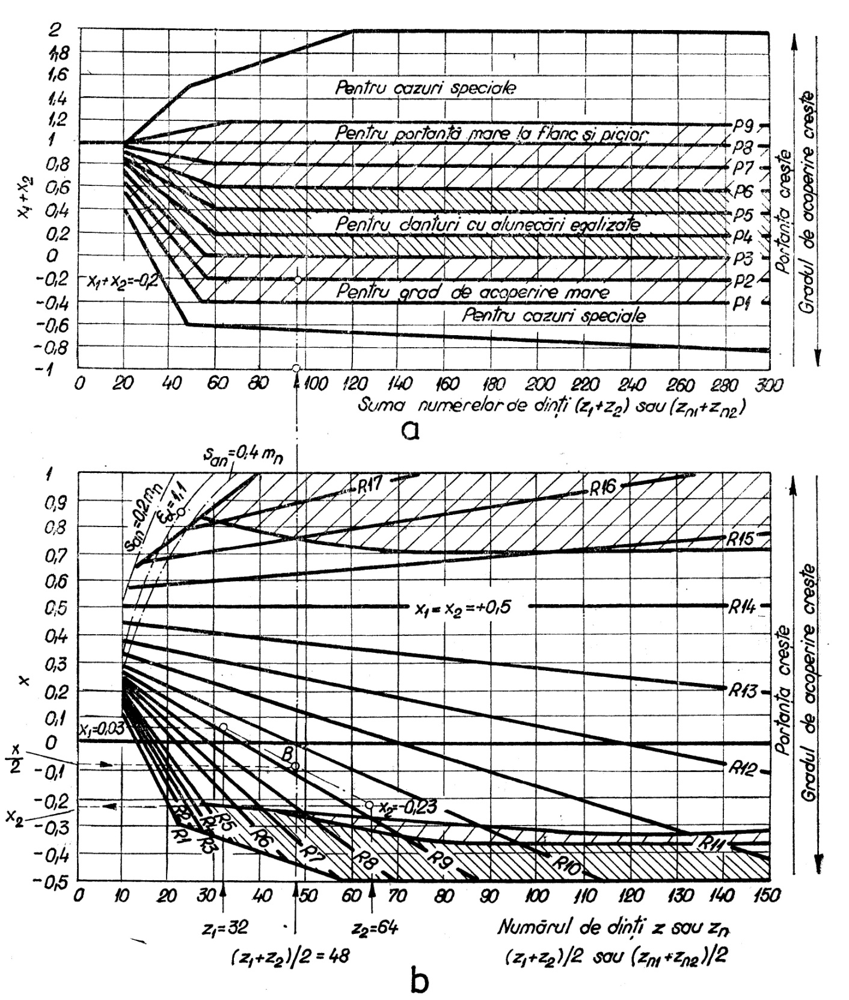 2
1,8
1,6
1,4
1,2
1
0,8
0,6
0,4
0,2
0
-0,2
-0,4
-0,6
-0,8
-1
x₁+x₂
Pentru cazuri speciale
Pentru portanță mare la flanc și picior
Pentru danturi cu alunecări egalizate
Pentru grad de acoperire mare
Pentru cazuri speciale
x₁+x₂=-0,2
P9
P8
P7
P6
P5
P4
P3
P2
P1
Portanța crește
Gradul de acoperire crește
0 20 40 60 80 100 120 140 160 180 200 220 240 260 280 300
Suma numerelor de dinți (z₁+z₂) sau (zn1+zn2)
a
san=0,4 mn
san=0,2mn
εα=1,1
1
0,9
0,8
0,7
0,6
0,5
0,4
0,3
0,2
0,1
0
-0,1
-0,2
-0,3
-0,4
-0,5
x
x₁=0,03
x/2
x₂
R17
R16
R15
x₁=x₂=+0,5
R14
R13
R12
B
x₂=-0,23
R1
R2
R3
R4
R5
R6
R7
R8
R9
R10
R11
Portanța crește
Gradul de acoperire crește
0 10 20 30 40 50 60 70 80 90 100 110 120 130 140 150
z₁=32
z₂=64
(z₁+z₂)/2=48
Numărul de dinți z sau zn
(z₁+z₂)/2 sau (zn1+zn2)/2
b